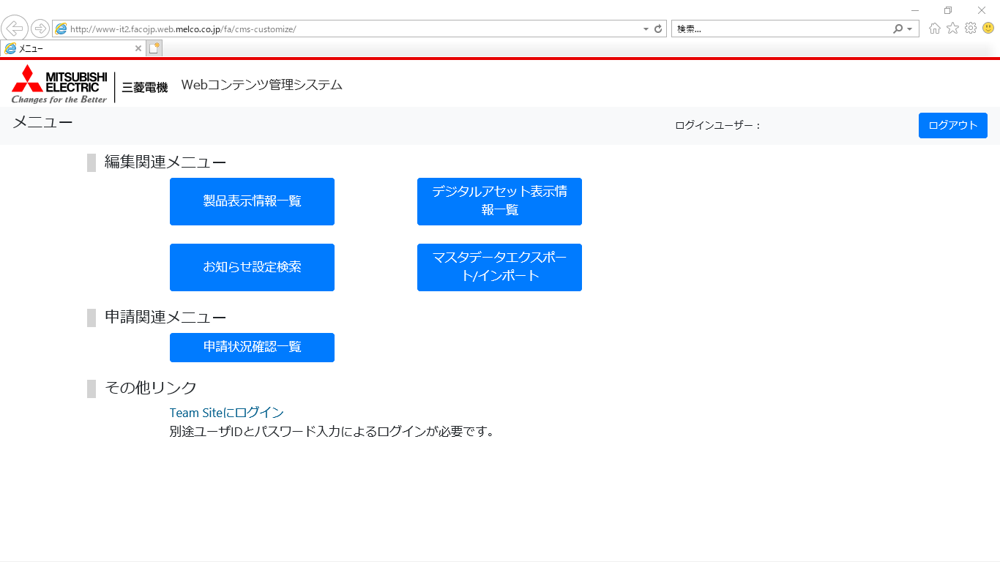 http://www-it2.facojp.web.melco.co.jp/fa/cms-customize/
検索...
メニュー
MITSUBISHI
ELECTRIC
Changes for the Better
三菱電機
Webコンテンツ管理システム
メニュー
ログインユーザー：
ログアウト
編集関連メニュー
製品表示情報一覧
デジタルアセット表示情
報一覧
お知らせ設定検索
マスタデータエクスポー
ト/インポート
申請関連メニュー
申請状況確認一覧
その他リンク
Team Siteにログイン
別途ユーザIDとパスワード入力によるログインが必要です。